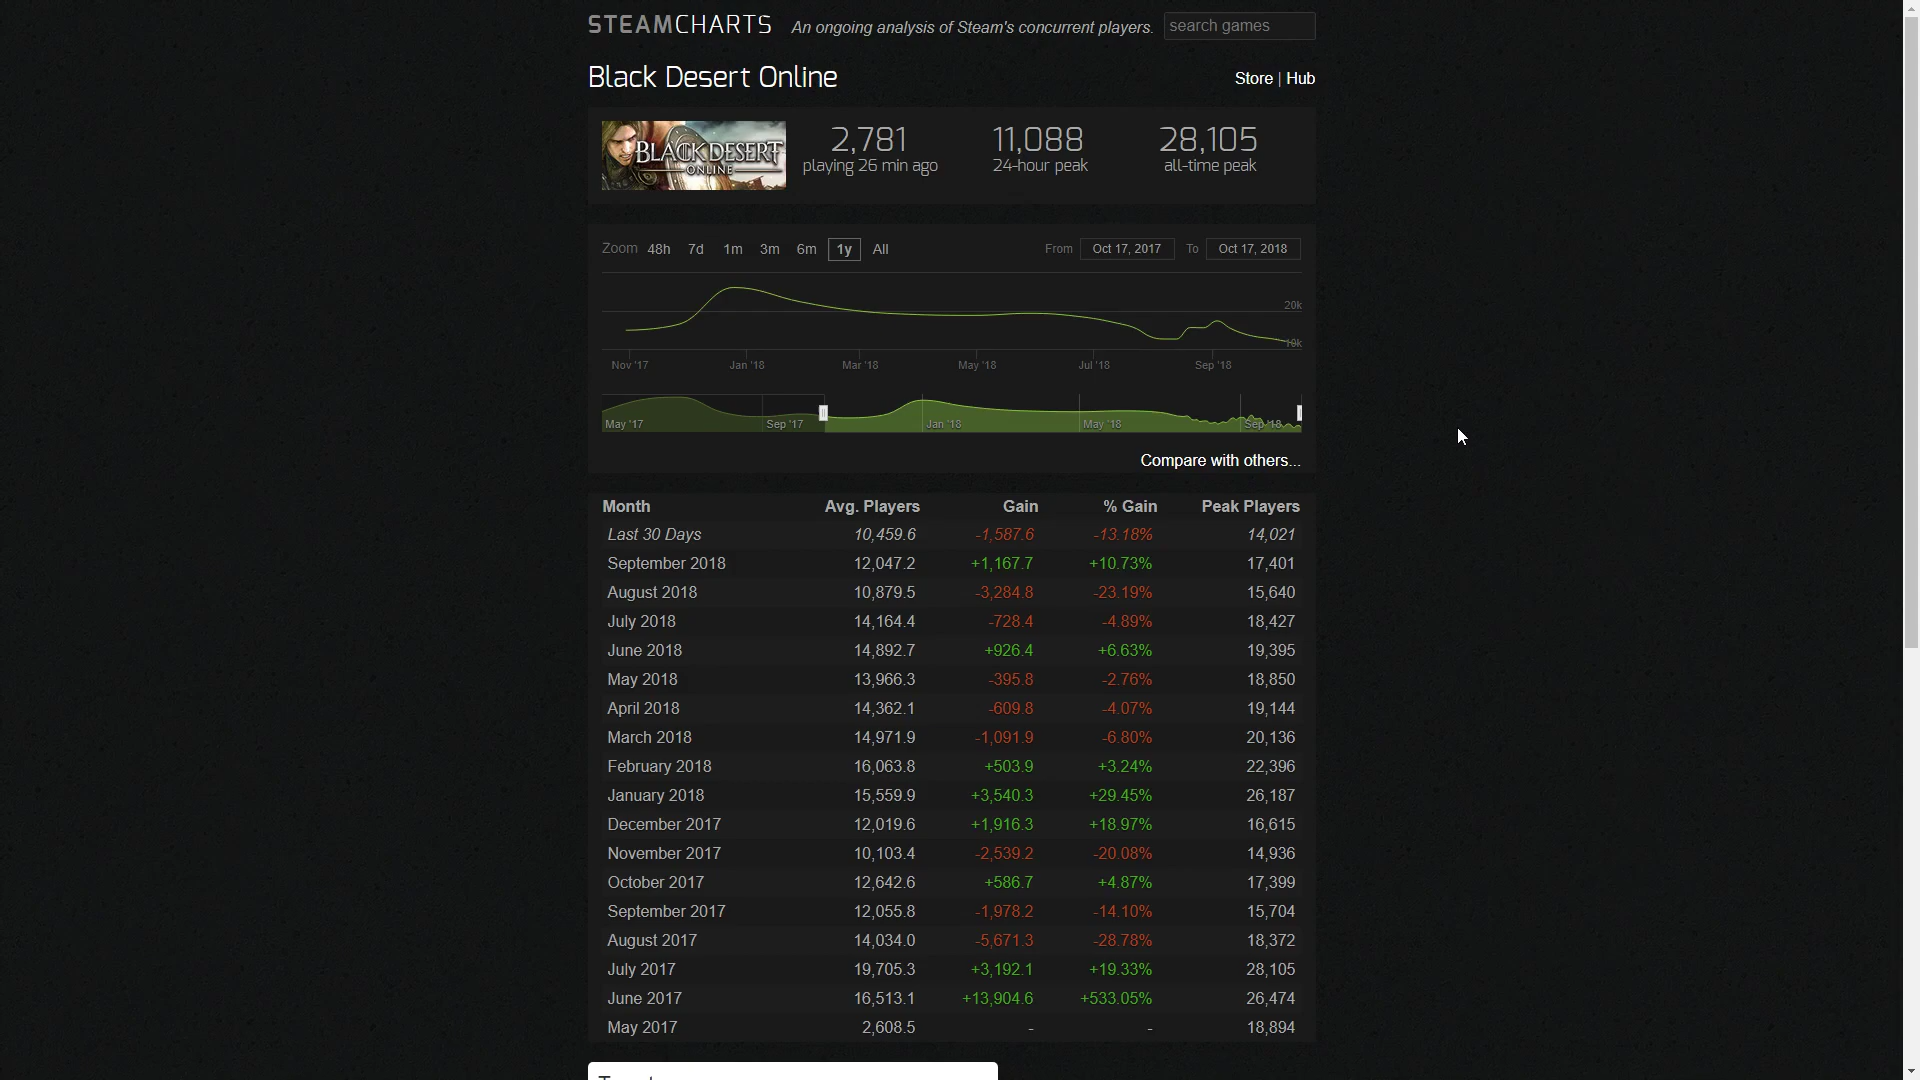 STEAMCHARTS An ongoing analysis of Steam's concurrent players. search games
Black Desert Online Store | Hub
BLACK DESERT
ONLINE
2,781 11,088 28,105
playing 26 min ago 24-hour peak all-time peak
Zoom 48h 7d 1m 3m 6m 1y All From Oct 17, 2017 To Oct 17, 2018
20k
10k
Nov '17 Jan '18 Mar '18 May '18 Jul '18 Sep '18
May '17 Sep '17 Jan '18 May '18 Sep '18
Compare with others...
Month Avg. Players Gain % Gain Peak Players
Last 30 Days 10,459.6 -1,587.6 -13.18% 14,021
September 2018 12,047.2 +1,167.7 +10.73% 17,401
August 2018 10,879.5 -3,284.8 -23.19% 15,640
July 2018 14,164.4 -728.4 -4.89% 18,427
June 2018 14,892.7 +926.4 +6.63% 19,395
May 2018 13,966.3 -395.8 -2.76% 18,850
April 2018 14,362.1 -609.8 -4.07% 19,144
March 2018 14,971.9 -1,091.9 -6.80% 20,136
February 2018 16,063.8 +503.9 +3.24% 22,396
January 2018 15,559.9 +3,540.3 +29.45% 26,187
December 2017 12,019.6 +1,916.3 +18.97% 16,615
November 2017 10,103.4 -2,539.2 -20.08% 14,936
October 2017 12,642.6 +586.7 +4.87% 17,399
September 2017 12,055.8 -1,978.2 -14.10% 15,704
August 2017 14,034.0 -5,671.3 -28.78% 18,372
July 2017 19,705.3 +3,192.1 +19.33% 28,105
June 2017 16,513.1 +13,904.6 +533.05% 26,474
May 2017 2,608.5 - - 18,894